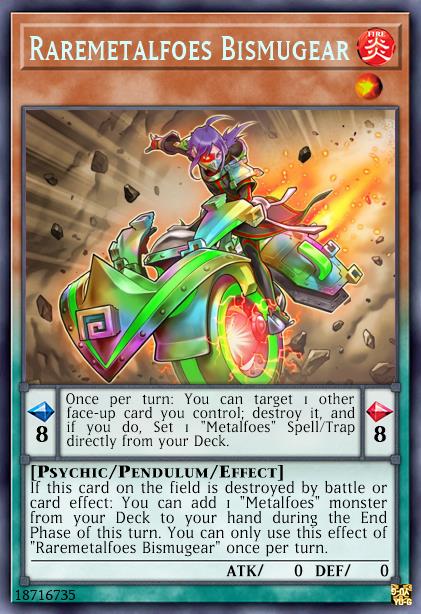 RAREMETALFOES BISMUGEAR
FIRE
炎
Once per turn: You can target 1 other
face-up card you control; destroy it, and
if you do, Set 1 "Metalfoes" Spell/Trap
directly from your Deck.
8
8
[PSYCHIC/PENDULUM/EFFECT]
If this card on the field is destroyed by battle or
card effect: You can add 1 "Metalfoes" monster
from your Deck to your hand during the End
Phase of this turn. You can only use this effect of
"Raremetalfoes Bismugear" once per turn.
ATK/ 0 DEF/ 0
18716735